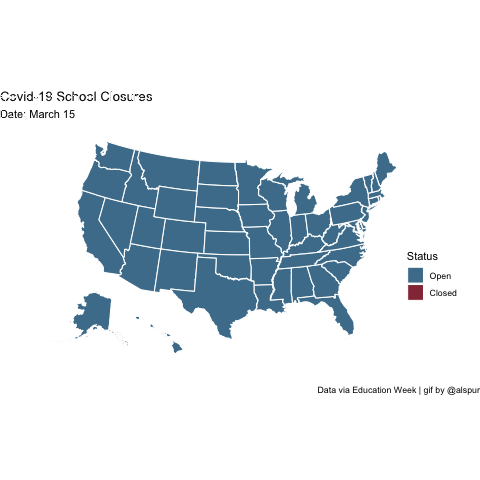 Covid-19 School Closures
Date: March 15
Status
Open
Closed
Data via Education Week | gif by @alspur